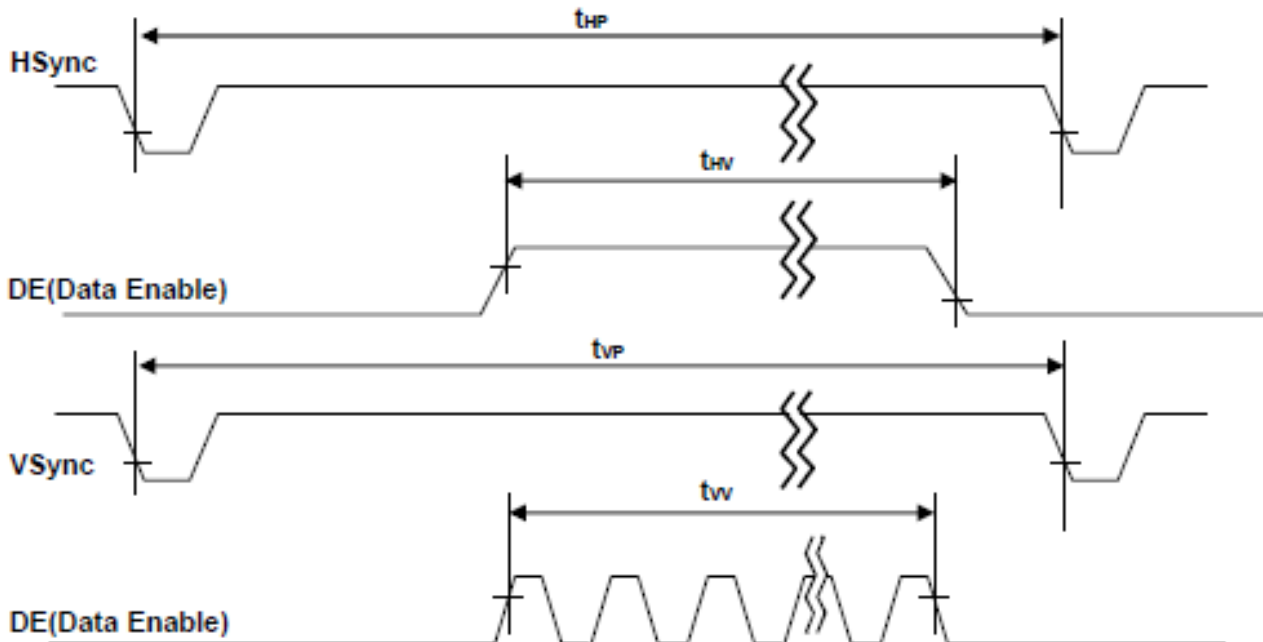 tHP
HSync
tHV
DE(Data Enable)
tVP
VSync
tVV
DE(Data Enable)